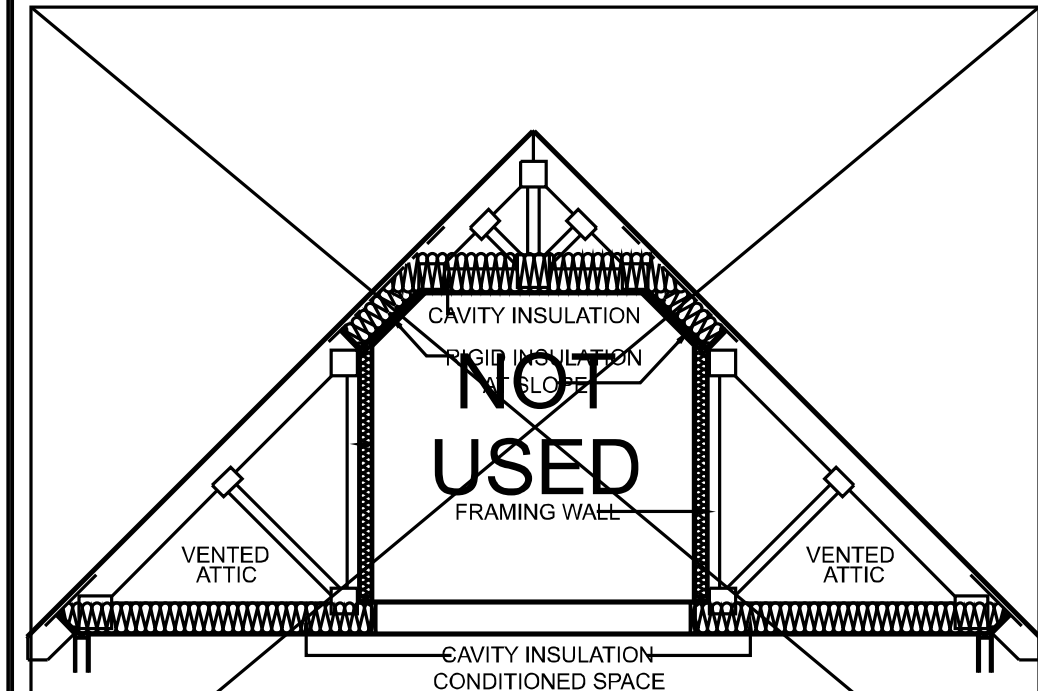 CAVITY INSULATION
RIGID INSULATION
AT SLOPE
NOT
USED
FRAMING WALL
VENTED
ATTIC
VENTED
ATTIC
CAVITY INSULATION
CONDITIONED SPACE